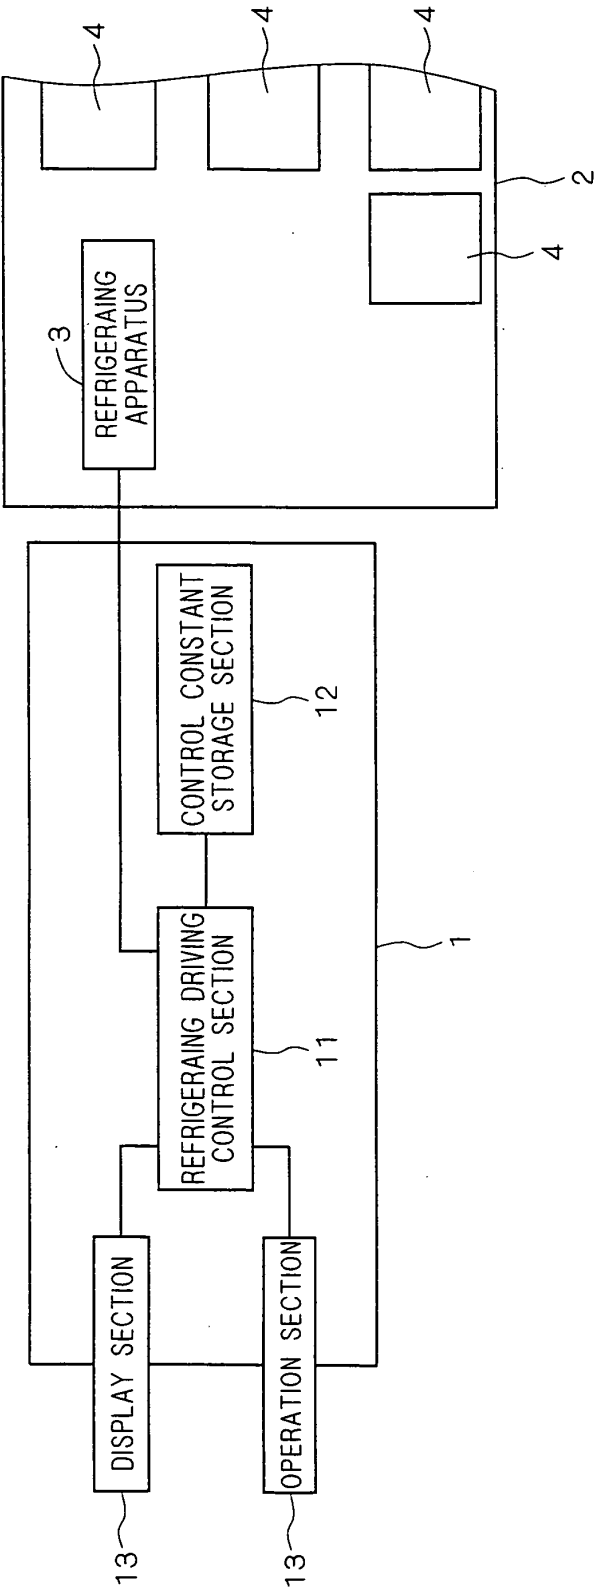 13
DISPLAY SECTION
13
OPERATION SECTION
REFRIGERAING DRIVING
CONTROL SECTION
11
CONTROL CONSTANT
STORAGE SECTION
12
1
3
REFRIGERAING
APPARATUS
4
4
4
4
2